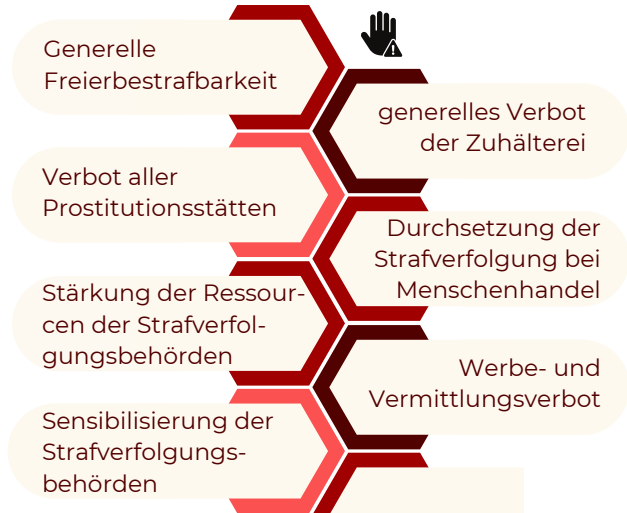 Generelle
Freierbestrafbarkeit
generelles Verbot
der Zuhälterei
Verbot aller
Prostitutionsstätten
Durchsetzung der
Strafverfolgung bei
Menschenhandel
Stärkung der Ressour-
cen der Strafverfol-
gungsbehörden
Werbe- und
Vermittlungsverbot
Sensibilisierung der
Strafverfolgungs-
behörden